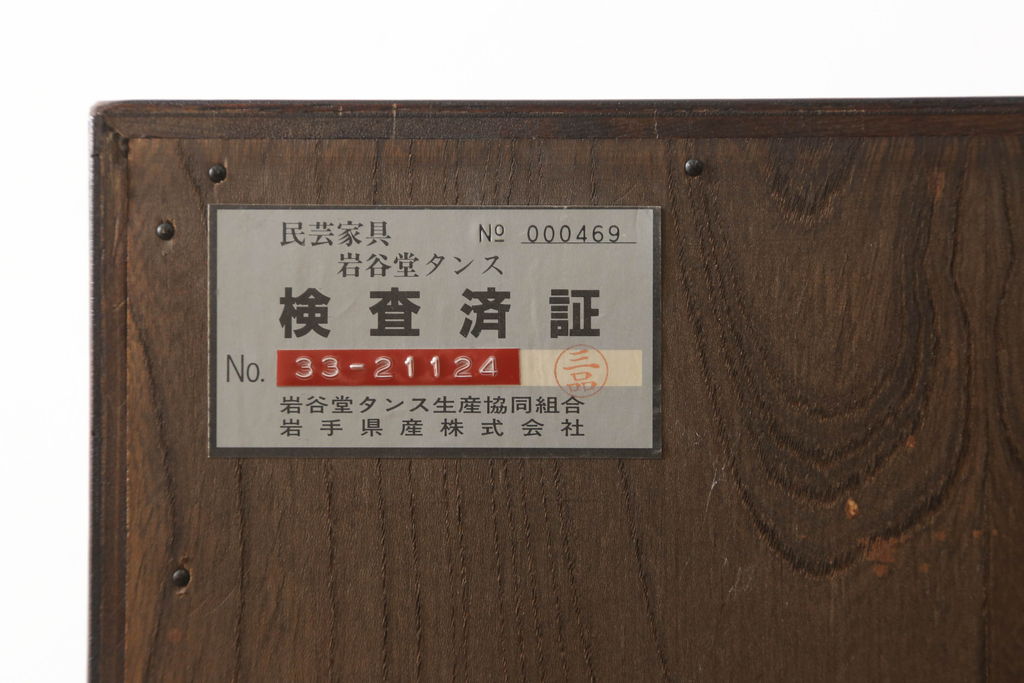 民芸家具 Nº 000469
岩谷堂タンス
検査済証
No. 33-21124 三品
岩谷堂タンス生産協同組合
岩手県産株式会社